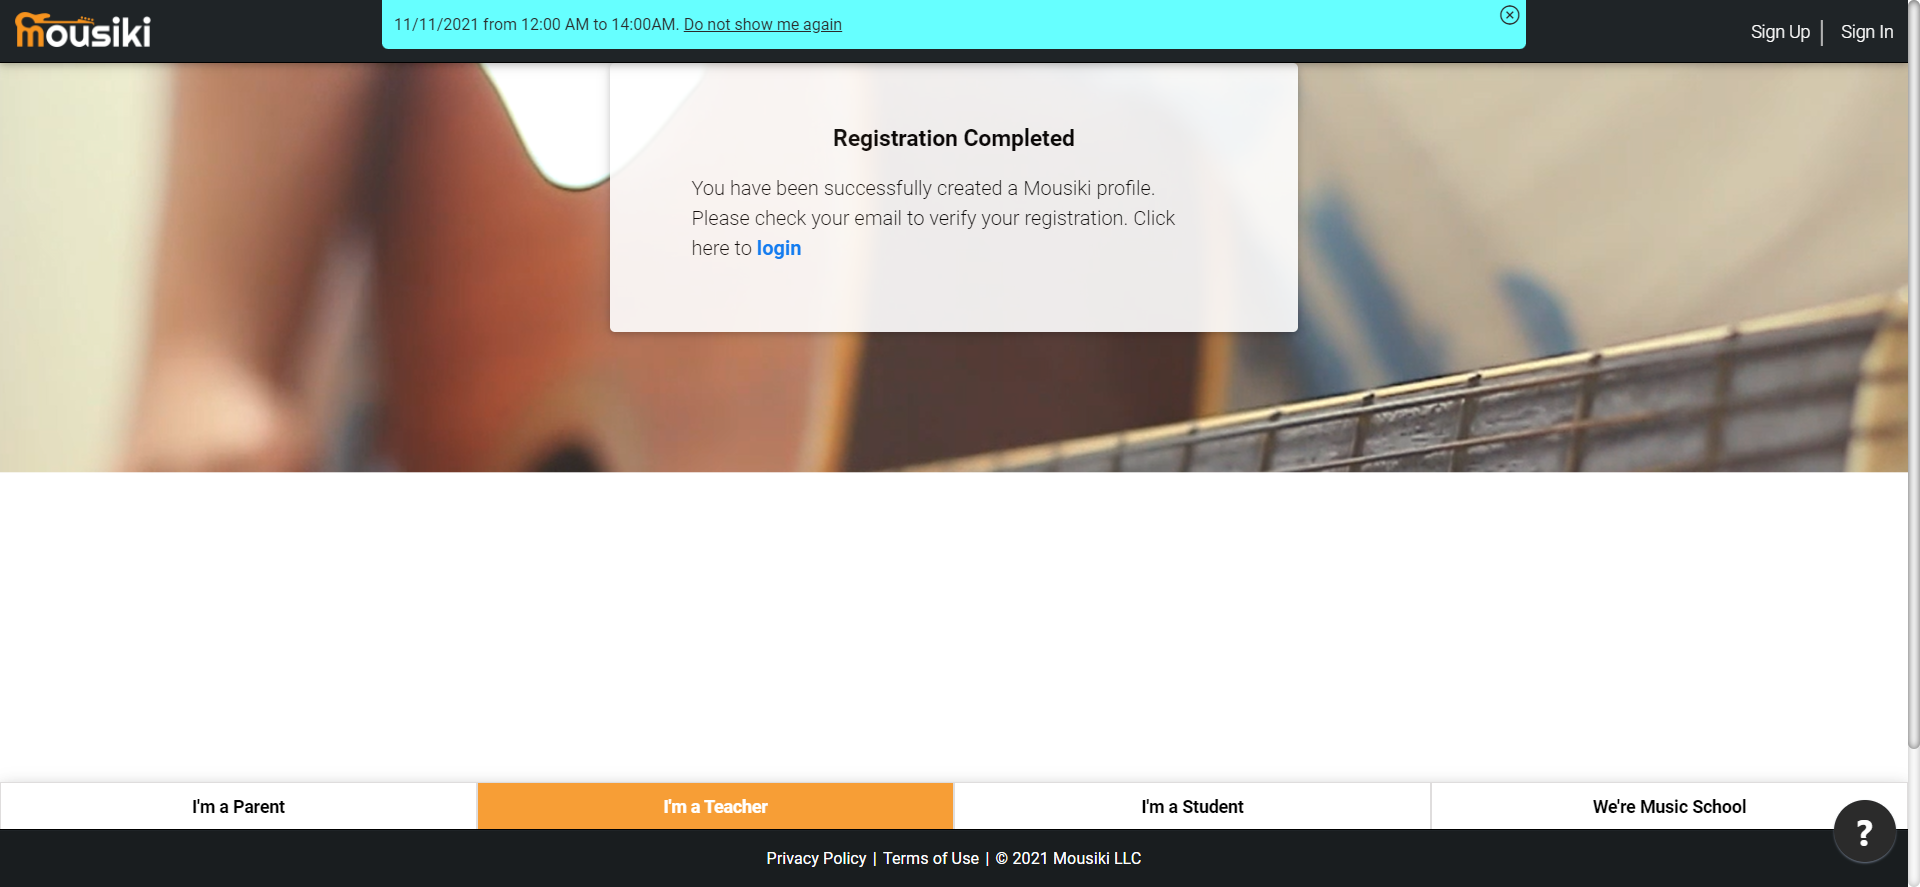 mousiki
11/11/2021 from 12:00 AM to 14:00AM. Do not show me again
Sign Up
Sign In
Registration Completed
You have been successfully created a Mousiki profile.
Please check your email to verify your registration. Click
here to login
I'm a Parent
I'm a Teacher
I'm a Student
We're Music School
?
Privacy Policy | Terms of Use | © 2021 Mousiki LLC